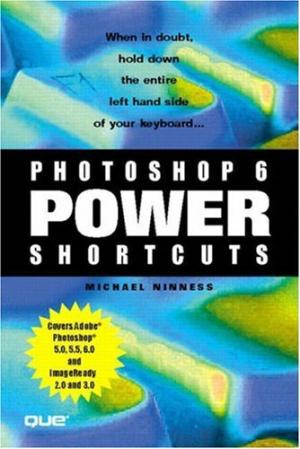 When in doubt,
hold down
the entire
left hand side
of your keyboard...
PHOTOSHOP 6
POWER
SHORTCUTS
MICHAEL NINNESS
Covers Adobe®
Photoshop®
5.0, 5.5, 6.0
and
ImageReady
2.0 and 3.0
QUE®